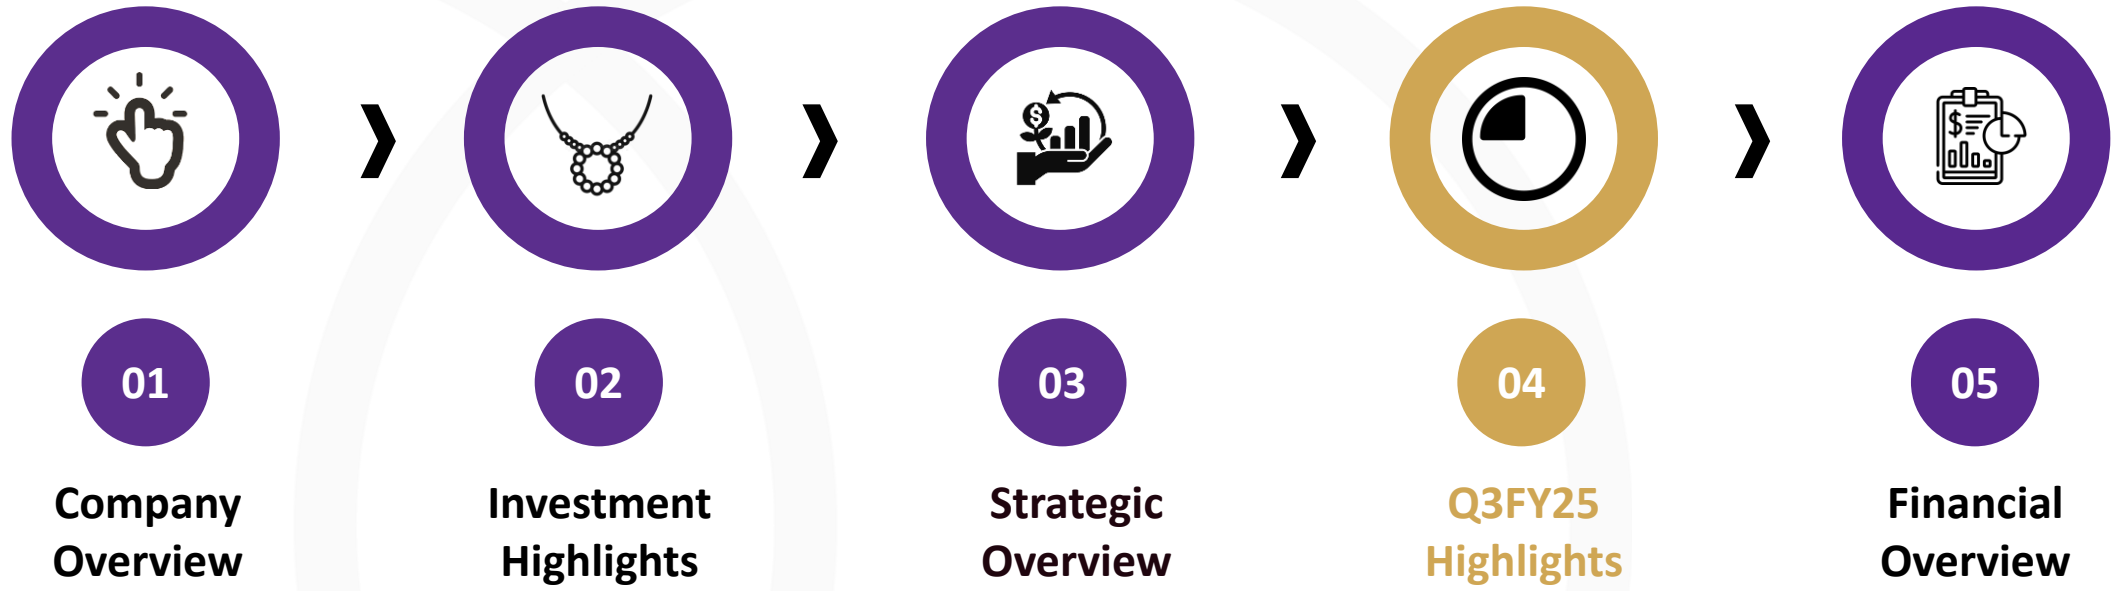 01
Company
Overview
02
Investment
Highlights
03
Strategic
Overview
04
Q3FY25
Highlights
05
Financial
Overview